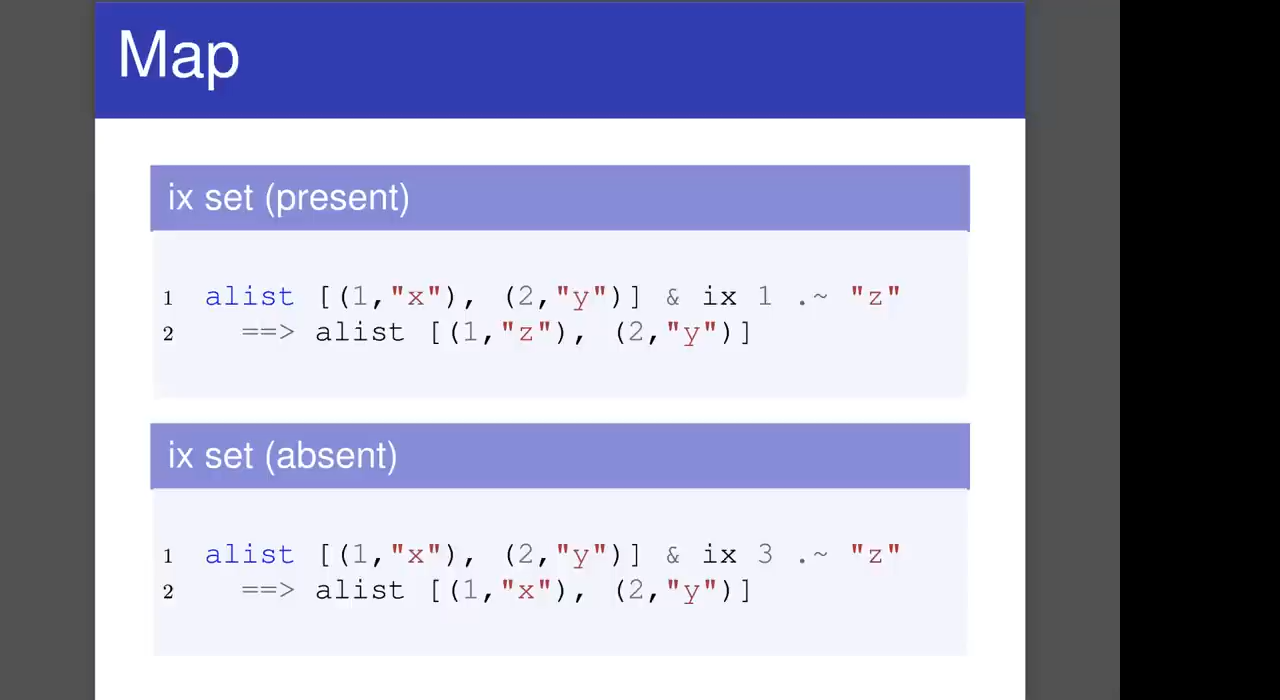 Map
ix set (present)
1 alist [(1,"x"), (2,"y")] & ix 1 .~ "z"
2 ==> alist [(1,"z"), (2,"y")]
ix set (absent)
1 alist [(1,"x"), (2,"y")] & ix 3 .~ "z"
2 ==> alist [(1,"x"), (2,"y")]